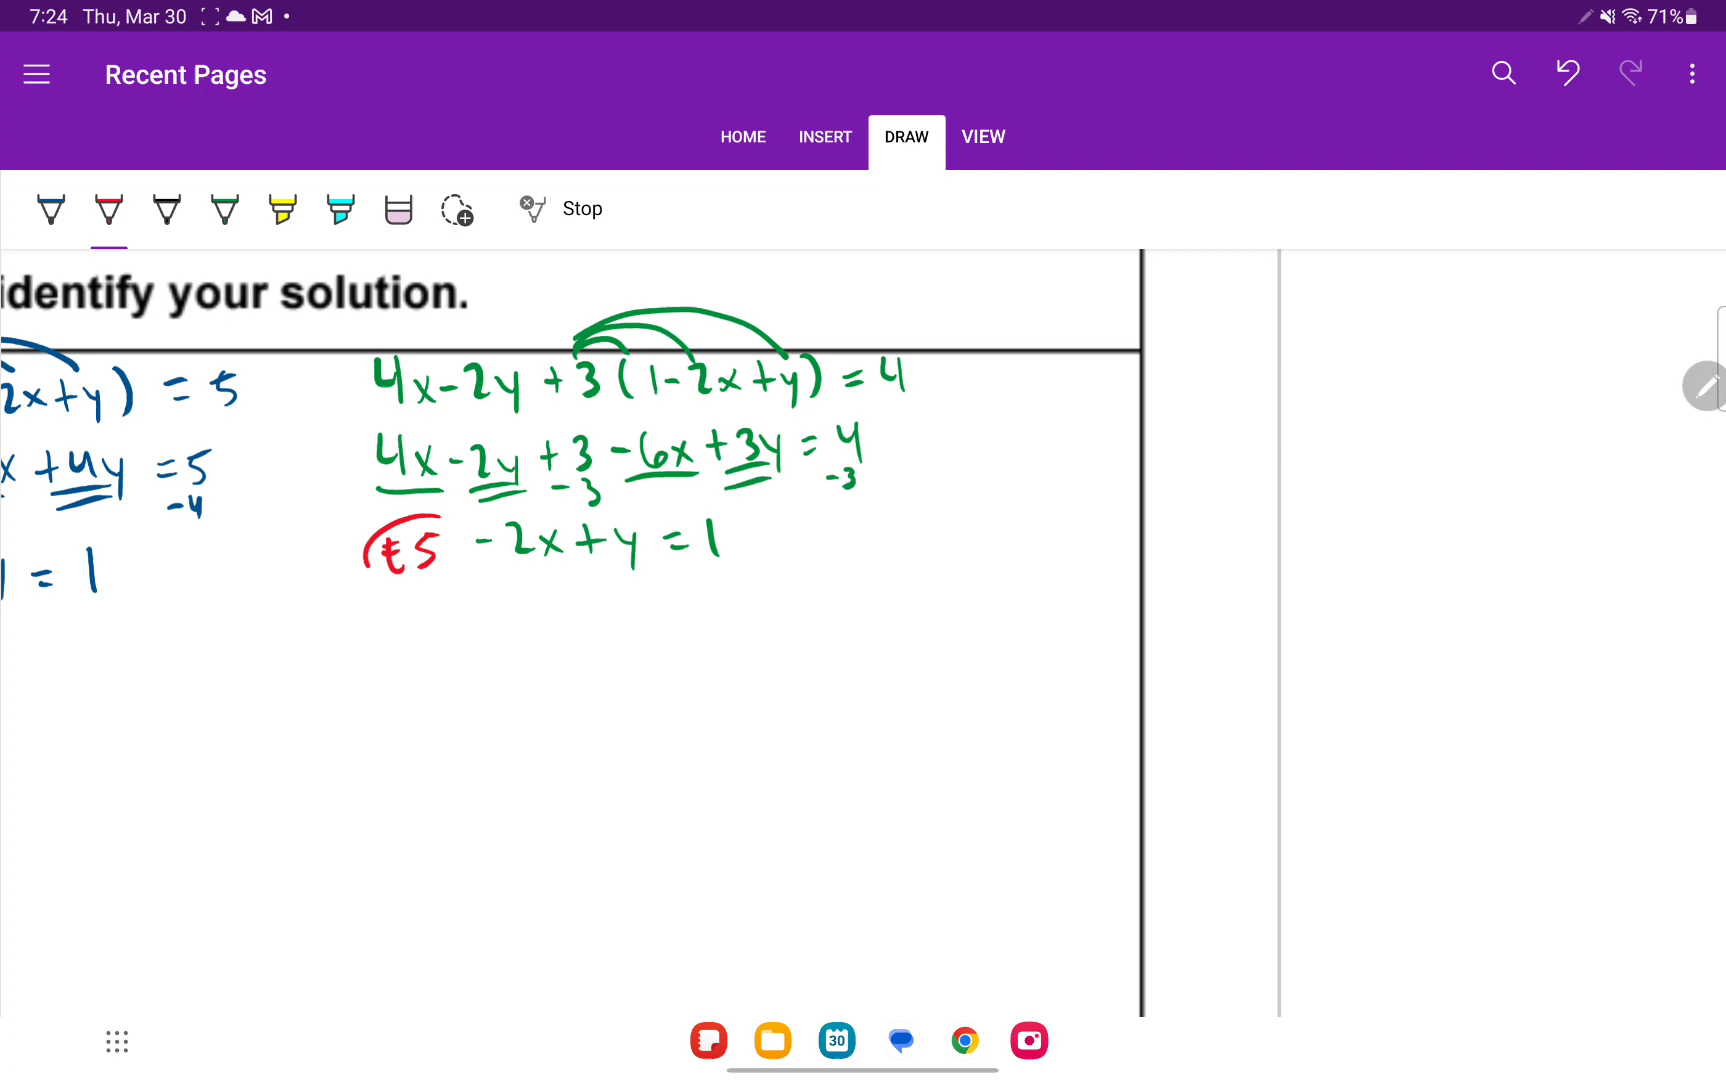 7:24 Thu, Mar 30
71%
Recent Pages
HOME INSERT DRAW VIEW
Stop
identify your solution.
2x+y) = 5
x +4y = 5
-4
= 1
4x-2y +3(1-2x+y) = 4
4x-2y+3-6x+3y=4
-3 -3
-2x+y=1
30